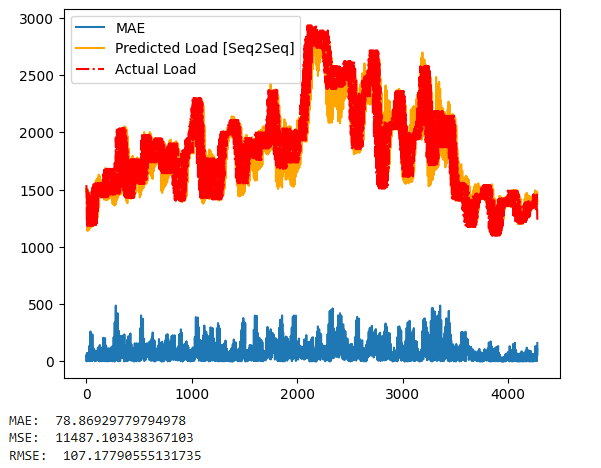 MAE
Predicted Load [Seq2Seq]
Actual Load
3000
2500
2000
1500
1000
500
0
0 1000 2000 3000 4000
MAE: 78.86929779794978
MSE: 11487.103438367103
RMSE: 107.17790555131735